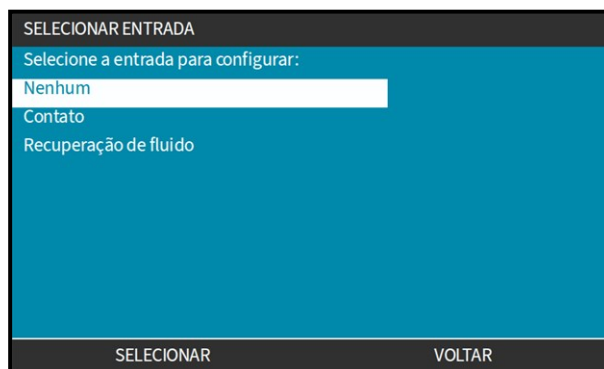 SELECIONAR ENTRADA
Selecione a entrada para configurar:
Nenhum
Contato
Recuperação de fluido
SELECIONAR VOLTAR